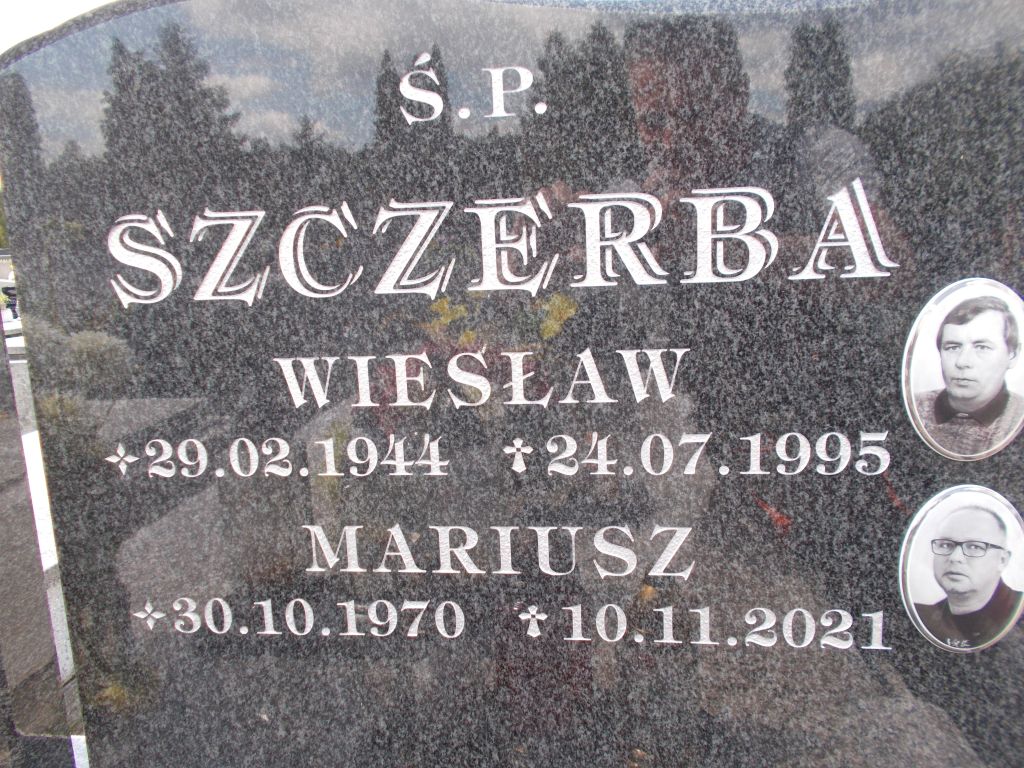 Ś.P.
SZCZERBA
WIESŁAW
29.02.1944 24.07.1995
MARIUSZ
30.10.1970 10.11.2021